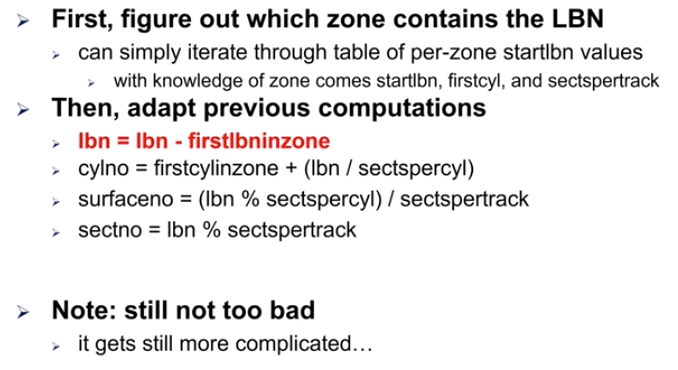 First, figure out which zone contains the LBN
can simply iterate through table of per-zone startlbn values
with knowledge of zone comes startlbn, firstcyl, and sectspertrack
Then, adapt previous computations
lbn = lbn - firstlbninzone
cylno = firstcylinzone + (lbn / sectspercyl)
surfaceno = (lbn % sectspercyl) / sectspertrack
sectno = lbn % sectspertrack
Note: still not too bad
it gets still more complicated…